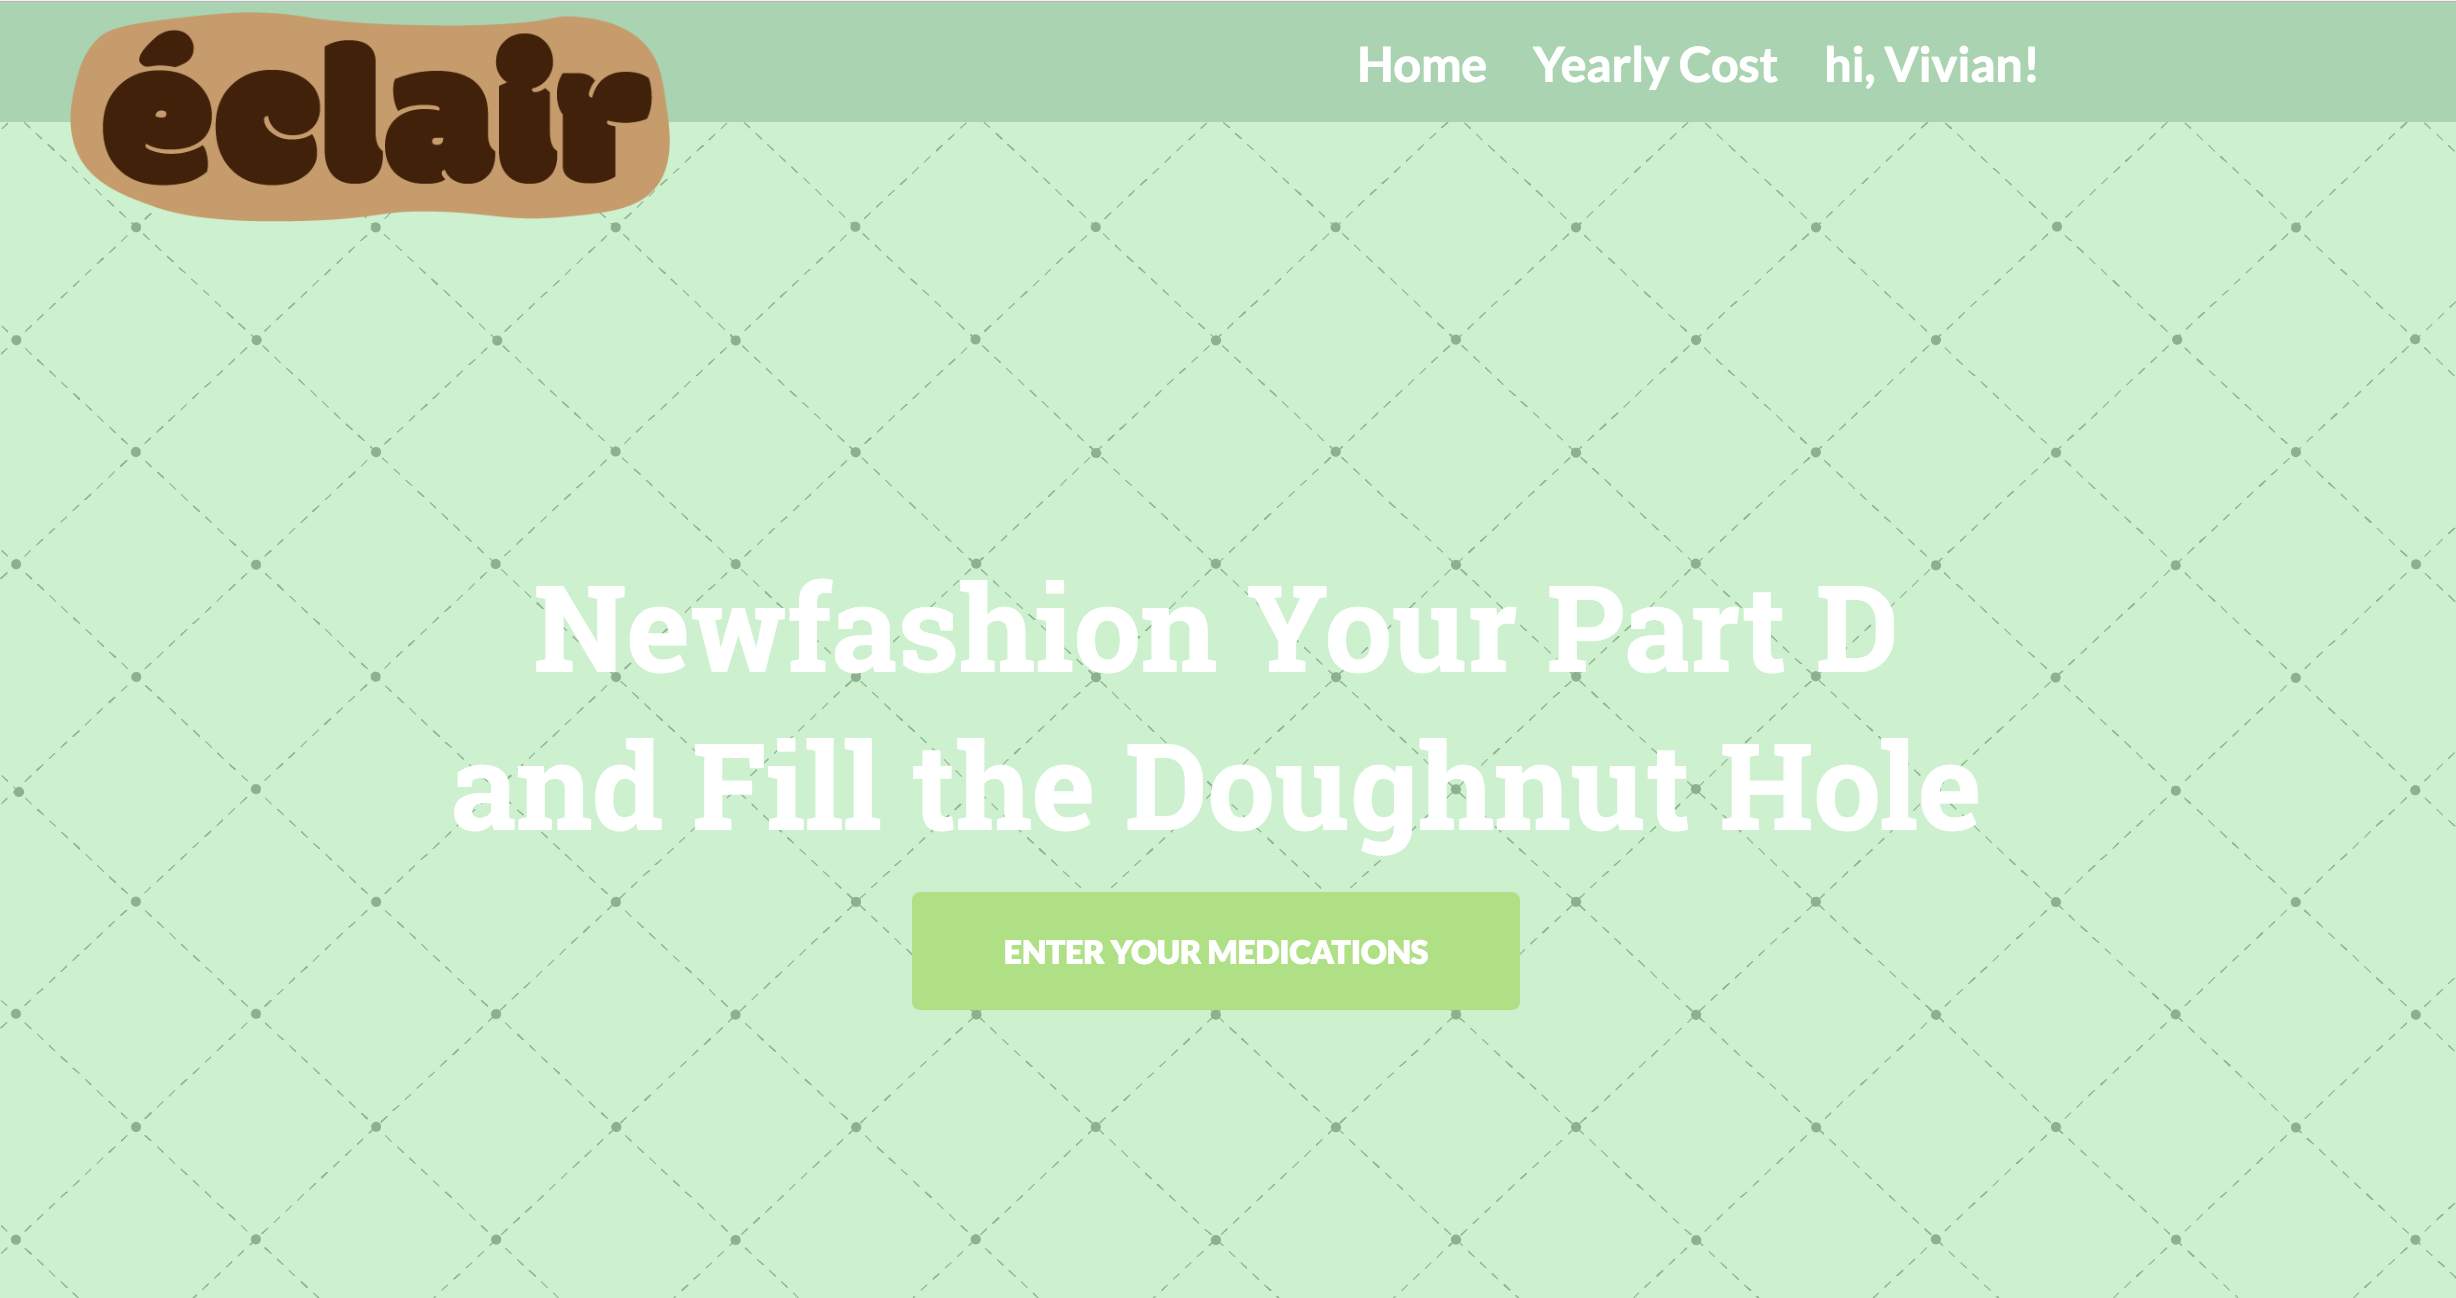 éclair
Home Yearly Cost hi, Vivian!
Newfashion Your Part D
and Fill the Doughnut Hole
ENTER YOUR MEDICATIONS